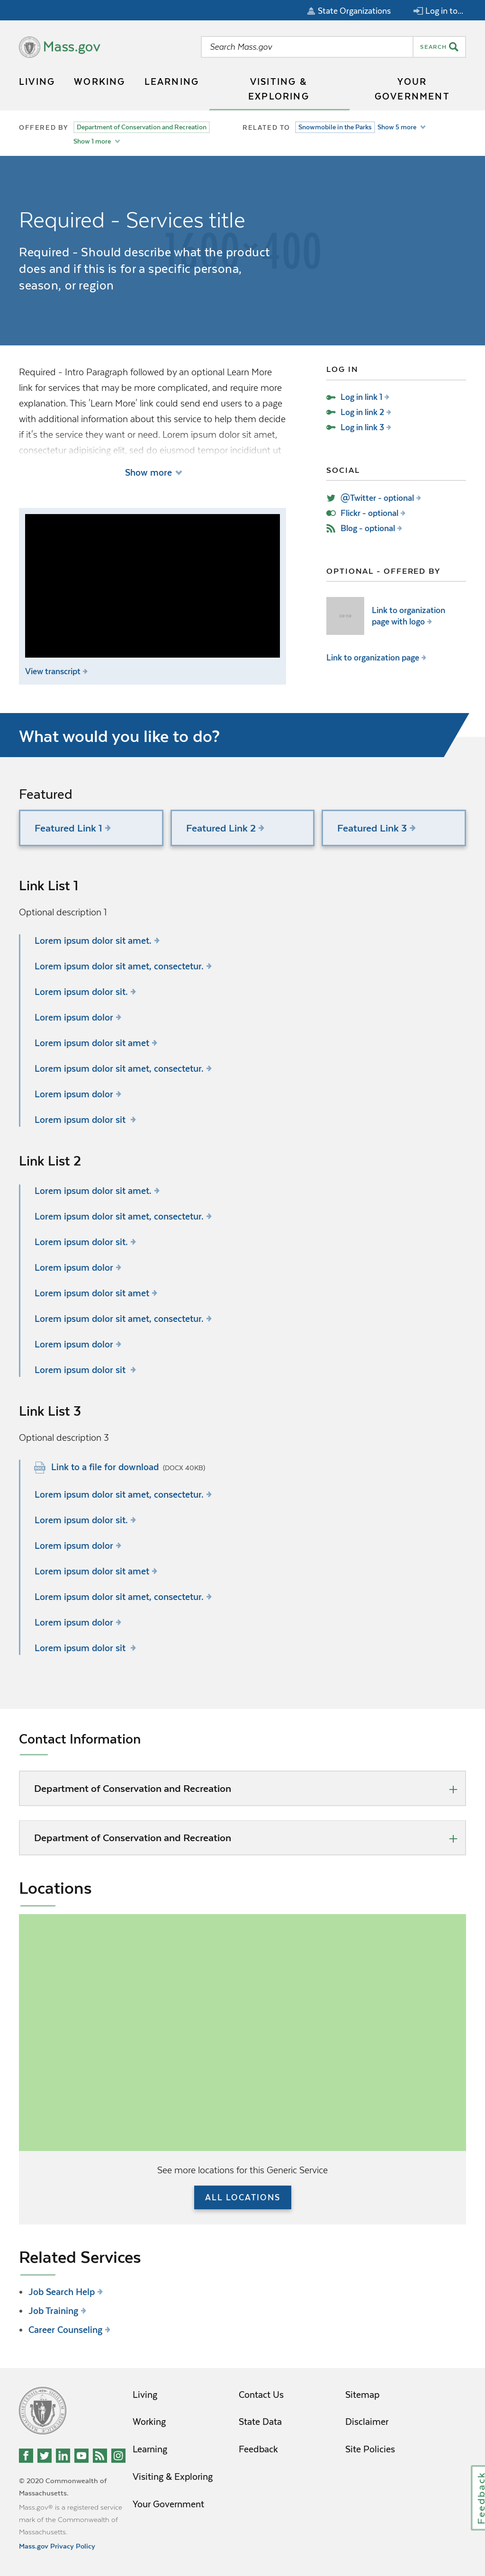 State Organizations
Log in to...
Mass.gov
Search Mass.gov
SEARCH
LIVING
WORKING
LEARNING
VISITING &
EXPLORING
YOUR
GOVERNMENT
OFFERED BY
Department of Conservation and Recreation
Show 1 more
RELATED TO
Snowmobile in the Parks
Show 5 more
1600x400
Required - Services title
Required - Should describe what the product
does and if this is for a specific persona,
season, or region
Required - Intro Paragraph followed by an optional Learn More
link for services that may be more complicated, and require more
explanation. This 'Learn More' link could send end users to a page
with additional information about this service to help them decide
if it's the service they want or need. Lorem ipsum dolor sit amet,
consectetur adipisicing elit, sed do eiusmod tempor incididunt ut
Show more
View transcript
LOG IN
Log in link 1
Log in link 2
Log in link 3
SOCIAL
@Twitter - optional
Flickr - optional
Blog - optional
OPTIONAL - OFFERED BY
Link to organization
page with logo
Link to organization page
What would you like to do?
Featured
Featured Link 1
Featured Link 2
Featured Link 3
Link List 1
Optional description 1
Lorem ipsum dolor sit amet.
Lorem ipsum dolor sit amet, consectetur.
Lorem ipsum dolor sit.
Lorem ipsum dolor
Lorem ipsum dolor sit amet
Lorem ipsum dolor sit amet, consectetur.
Lorem ipsum dolor
Lorem ipsum dolor sit
Link List 2
Lorem ipsum dolor sit amet.
Lorem ipsum dolor sit amet, consectetur.
Lorem ipsum dolor sit.
Lorem ipsum dolor
Lorem ipsum dolor sit amet
Lorem ipsum dolor sit amet, consectetur.
Lorem ipsum dolor
Lorem ipsum dolor sit
Link List 3
Optional description 3
Link to a file for download (DOCX 40KB)
Lorem ipsum dolor sit amet, consectetur.
Lorem ipsum dolor sit.
Lorem ipsum dolor
Lorem ipsum dolor sit amet
Lorem ipsum dolor sit amet, consectetur.
Lorem ipsum dolor
Lorem ipsum dolor sit
Contact Information
Department of Conservation and Recreation
Department of Conservation and Recreation
Locations
See more locations for this Generic Service
ALL LOCATIONS
Related Services
Job Search Help
Job Training
Career Counseling
Living
Working
Learning
Visiting & Exploring
Your Government
Contact Us
State Data
Feedback
Sitemap
Disclaimer
Site Policies
© 2020 Commonwealth of
Massachusetts.
Mass.gov® is a registered service
mark of the Commonwealth of
Massachusetts.
Mass.gov Privacy Policy
Feedback